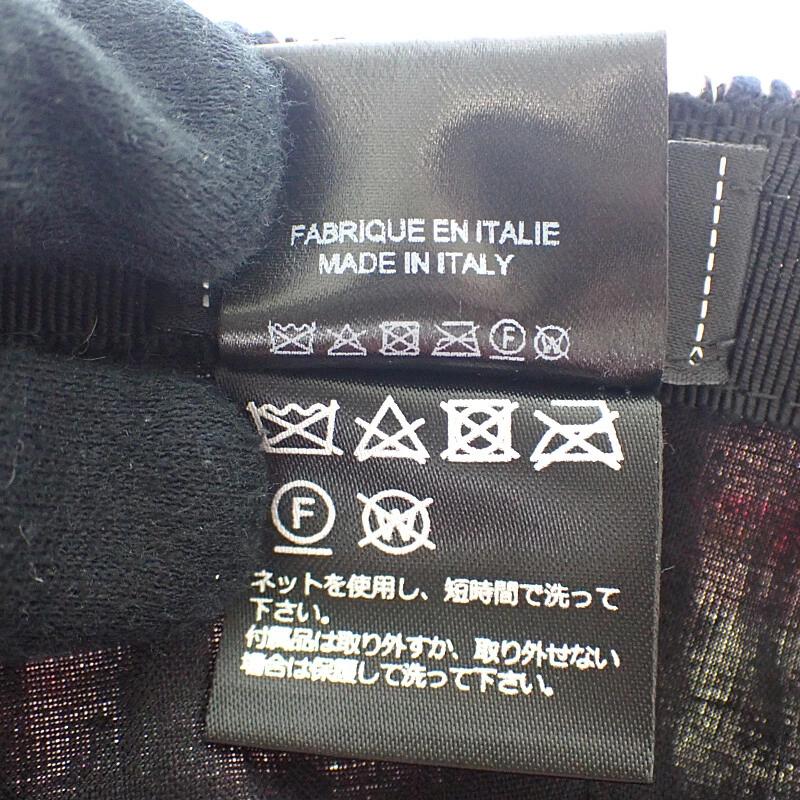 FABRIQUE EN ITALIE
MADE IN ITALY
F W
F W
ネットを使用し、短時間で洗って
下さい。
付属品は取り外すか、取り外せない
場合は保護して洗って下さい。